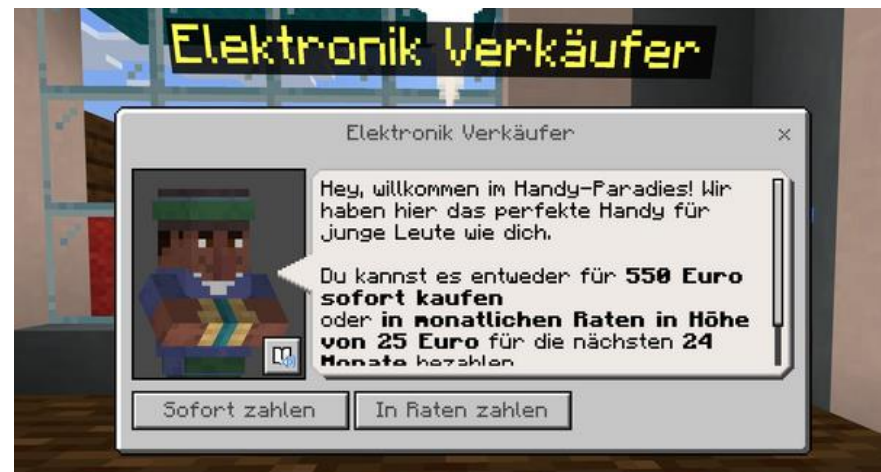 Elektronik Verkäufer
Elektronik Verkäufer
Hey, willkommen im Handy-Paradies! Wir
haben hier das perfekte Handy für
junge Leute wie dich.
Du kannst es entweder für 550 Euro
sofort kaufen
oder in monatlichen Raten in Höhe
von 25 Euro für die nächsten 24
Monate bezahlen
Sofort zahlen
In Raten zahlen